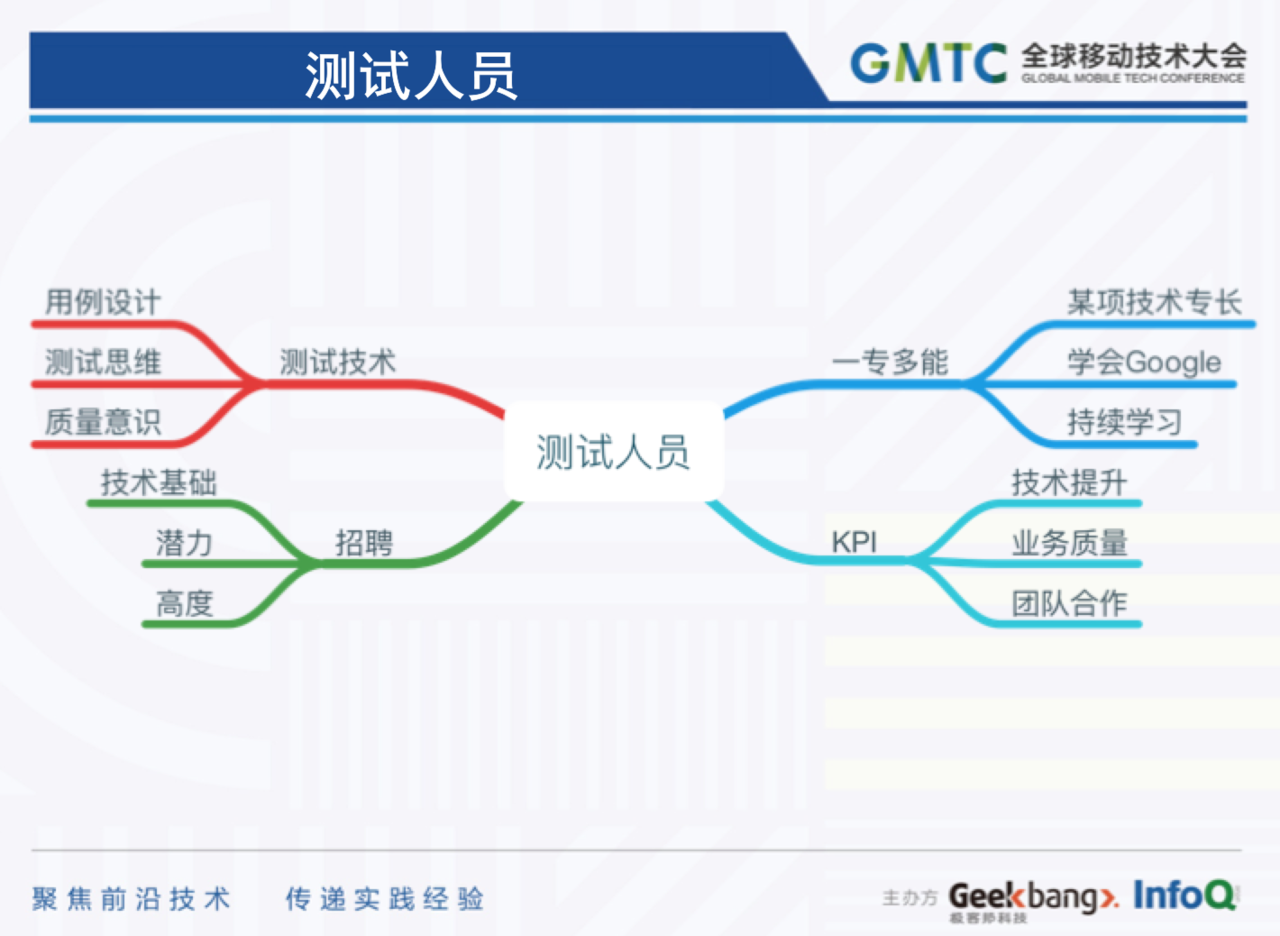 测试人员
GMTC 全球移动技术大会
GLOBAL MOBILE TECH CONFERENCE
用例设计
测试思维
质量意识
测试技术
技术基础
潜力
高度
招聘
测试人员
一专多能
某项技术专长
学会Google
持续学习
KPI
技术提升
业务质量
团队合作
聚焦前沿技术 传递实践经验
主办方 Geekbang>. InfoQ
极客邦科技